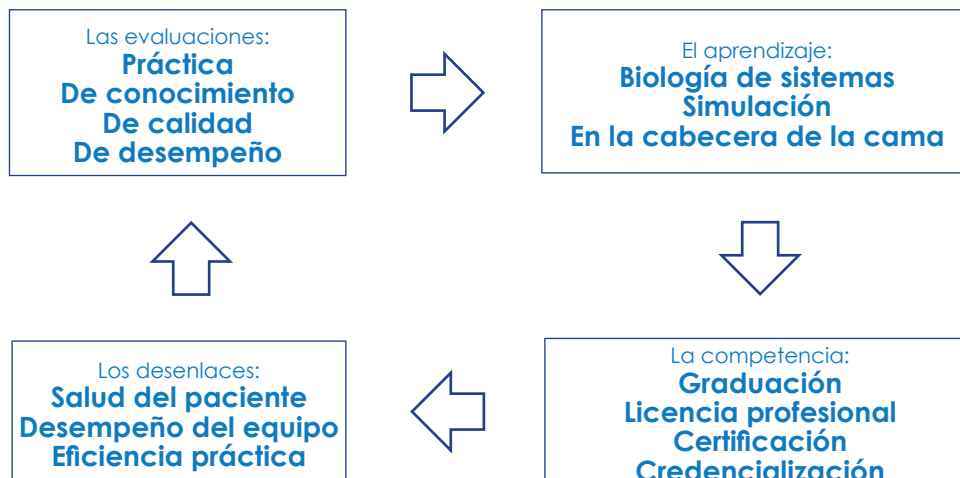 Las evaluaciones:
Práctica
De conocimiento
De calidad
De desempeño
El aprendizaje:
Biología de sistemas
Simulación
En la cabecera de la cama
La competencia:
Graduación
Licencia profesional
Certificación
Credencialización
Los desenlaces:
Salud del paciente
Desempeño del equipo
Eficiencia práctica